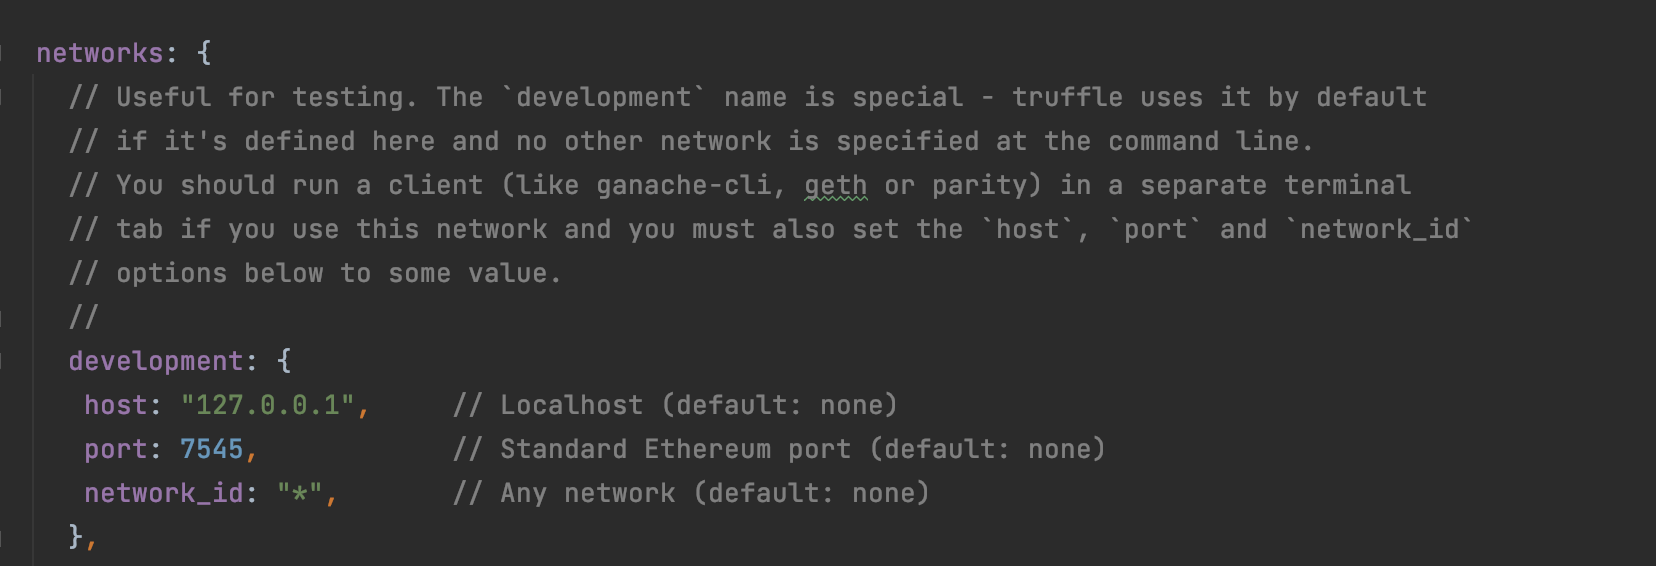 networks: {
// Useful for testing. The `development` name is special - truffle uses it by default
// if it's defined here and no other network is specified at the command line.
// You should run a client (like ganache-cli, geth or parity) in a separate terminal
// tab if you use this network and you must also set the `host`, `port` and `network_id`
// options below to some value.
//
development: {
host: "127.0.0.1",     // Localhost (default: none)
port: 7545,            // Standard Ethereum port (default: none)
network_id: "*",       // Any network (default: none)
},